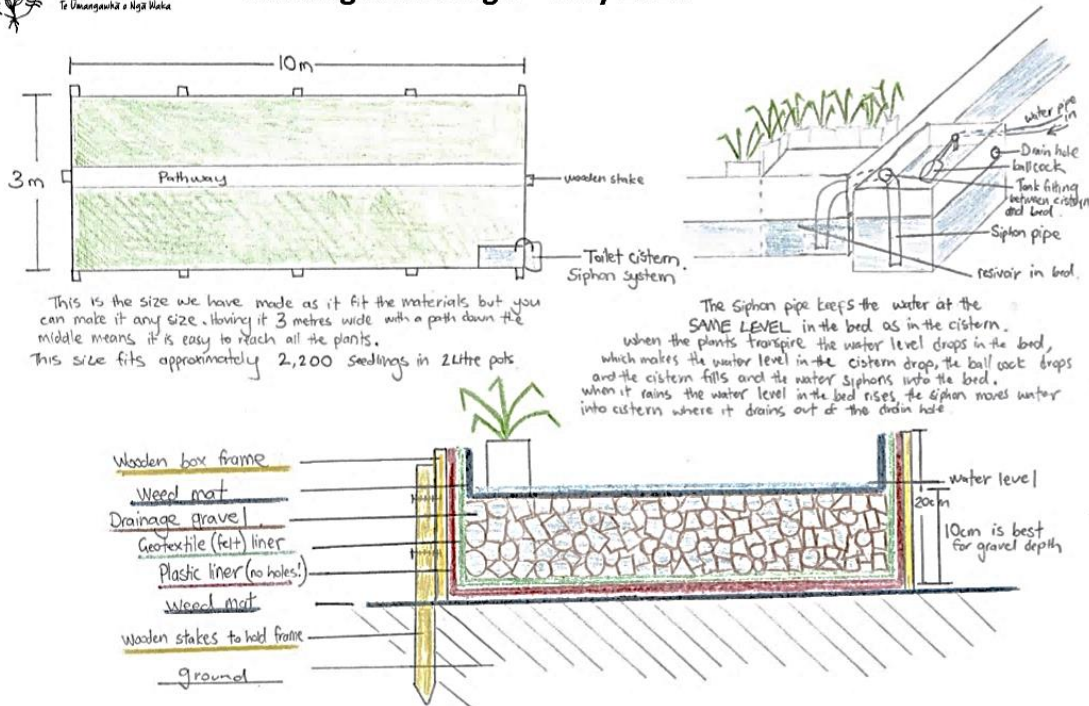 Te Ūmangawhā o Ngā Waka
10m
3m
Pathway
wooden stake
Toilet cistern.
Siphon system
This is the size we have made as it fit the materials but you
can make it any size. Having it 3 metres wide with a path down the
middle means it is easy to reach all the plants.
This size fits approximately 2,200 seedlings in 2Litre pots
water pipe
in
Drain hole
ballcock
Tank fitting
between cistern
and bed.
Siphon pipe
resivoir in bed.
The Siphon pipe keeps the water at the
SAME LEVEL in the bed as in the cistern.
when the plants transpire the water level drops in the bed,
which makes the water level in the cistern drop, the ball cock drops
and the cistern fills and the water siphons into the bed.
When it rains the water level in the bed rises, the siphon moves water
into cistern where it drains out of the drain hole.
Wooden box frame
Weed mat
Drainage gravel
Geotextile (felt) liner
Plastic liner (no holes!)
Weed mat
Wooden stakes to hold frame
ground
water level
20cm
10cm is best
for gravel depth